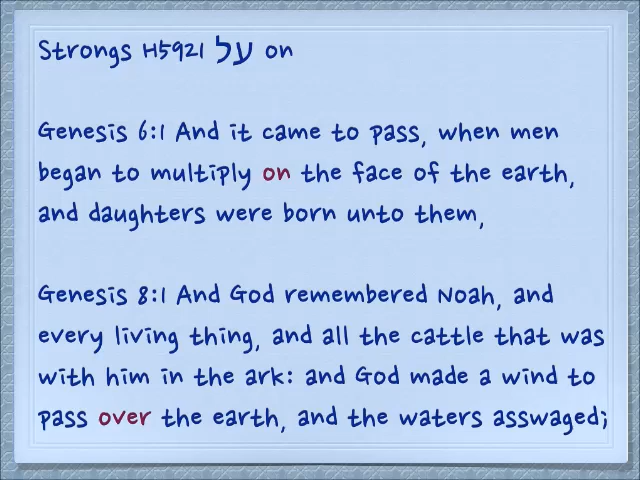 Strongs H5921 על on
Genesis 6:1 And it came to pass, when men
began to multiply on the face of the earth,
and daughters were born unto them,
Genesis 8:1 And God remembered Noah, and
every living thing, and all the cattle that was
with him in the ark: and God made a wind to
pass over the earth, and the waters asswaged;